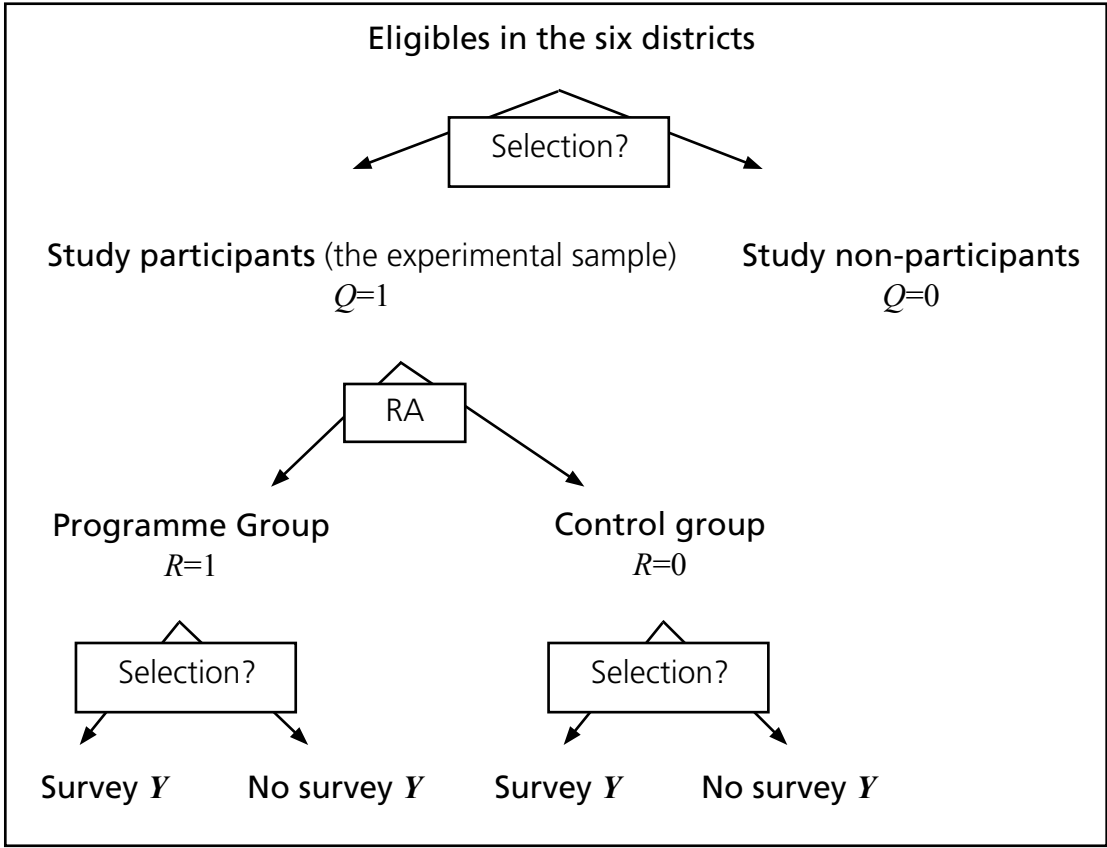 Eligibles in the six districts
Selection?
Study participants (the experimental sample) Study non-participants
Q=1 Q=0
RA
Programme Group Control group
R=1 R=0
Selection? Selection?
Survey Y No survey Y Survey Y No survey Y